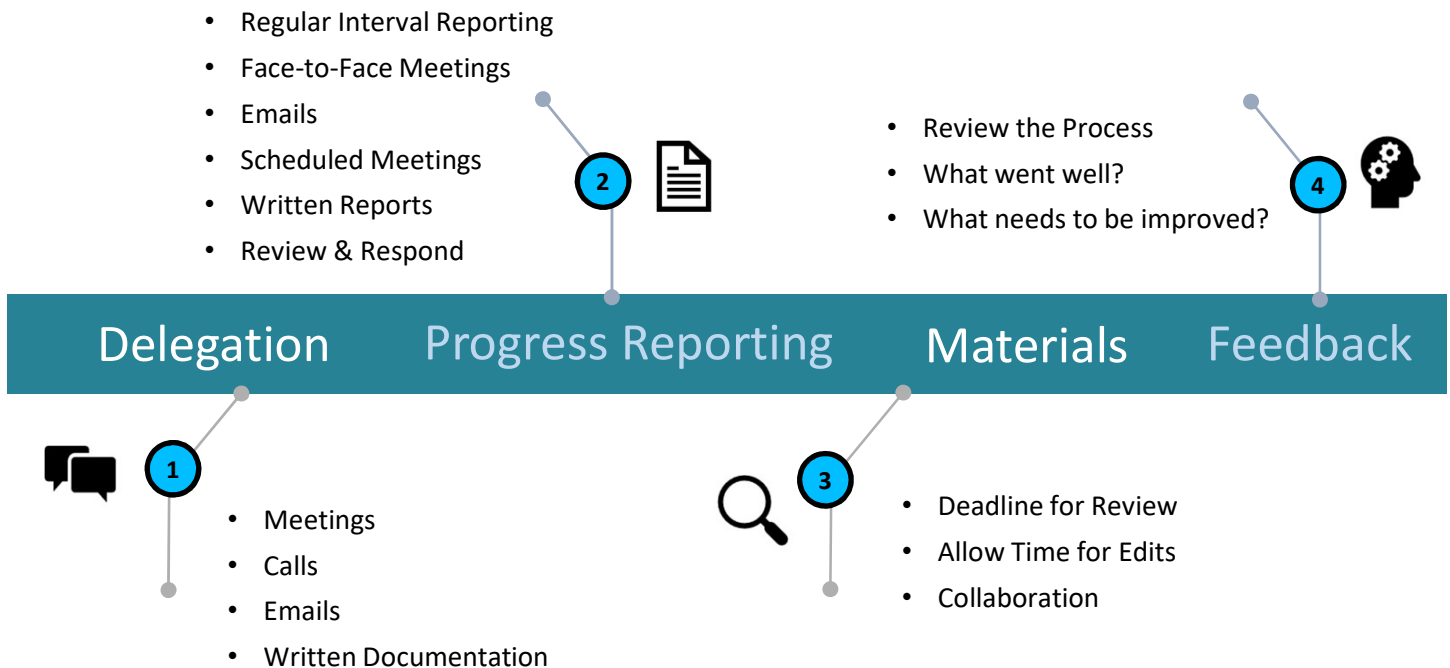 • Regular Interval Reporting
• Face-to-Face Meetings
• Emails
• Scheduled Meetings
• Written Reports
• Review & Respond
2
• Review the Process
• What went well?
• What needs to be improved?
4
Delegation
Progress Reporting
Materials
Feedback
1
• Meetings
• Calls
• Emails
• Written Documentation
3
• Deadline for Review
• Allow Time for Edits
• Collaboration